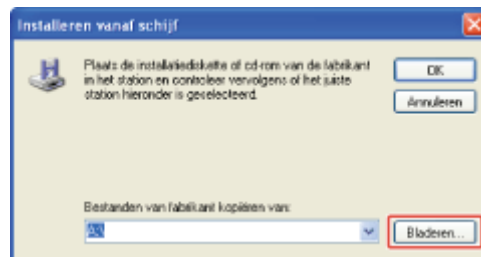 Installeren vanaf schijf
Plaats de installatiediskette of cd-rom van de fabrikant
in het station en controleer vervolgens of het juiste
station hieronder is geselecteerd.
OK
Annuleren
Bestanden van fabrikant kopiëren van:
A:\
Bladeren...